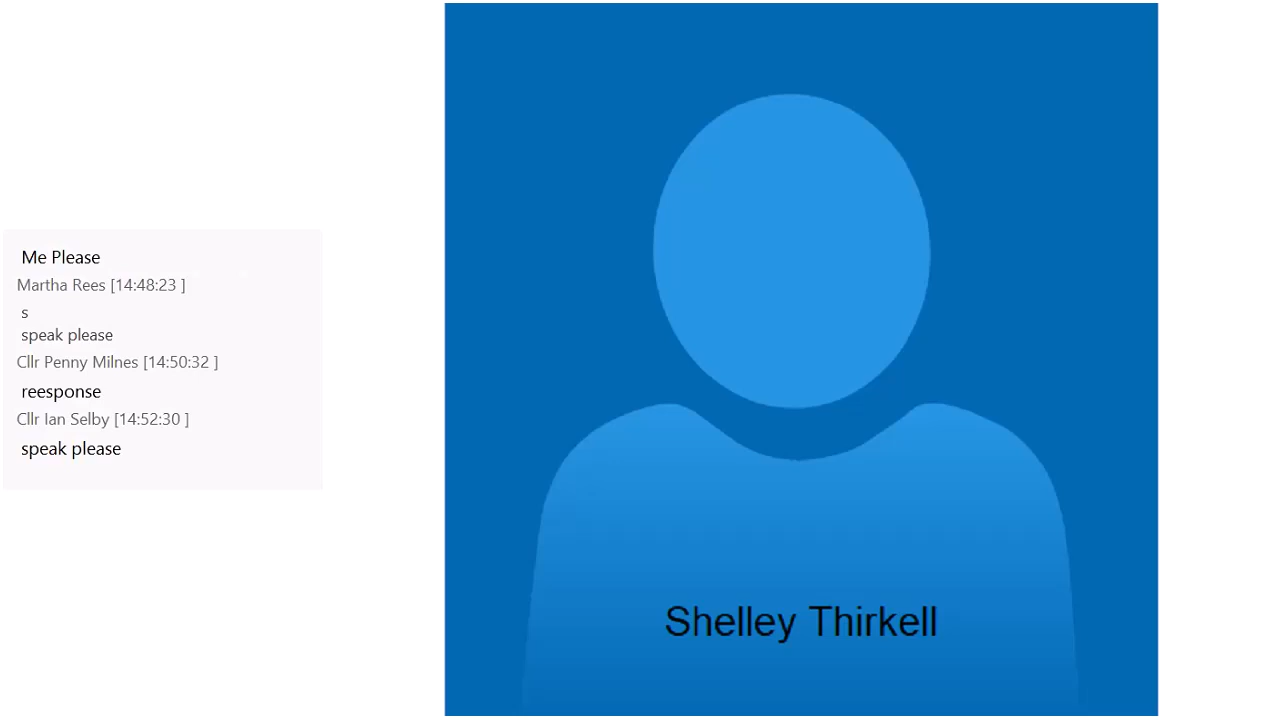 Me Please
Martha Rees [14:48:23 ]
s
speak please
Cllr Penny Milnes [14:50:32 ]
reesponse
Cllr Ian Selby [14:52:30 ]
speak please
Shelley Thirkell